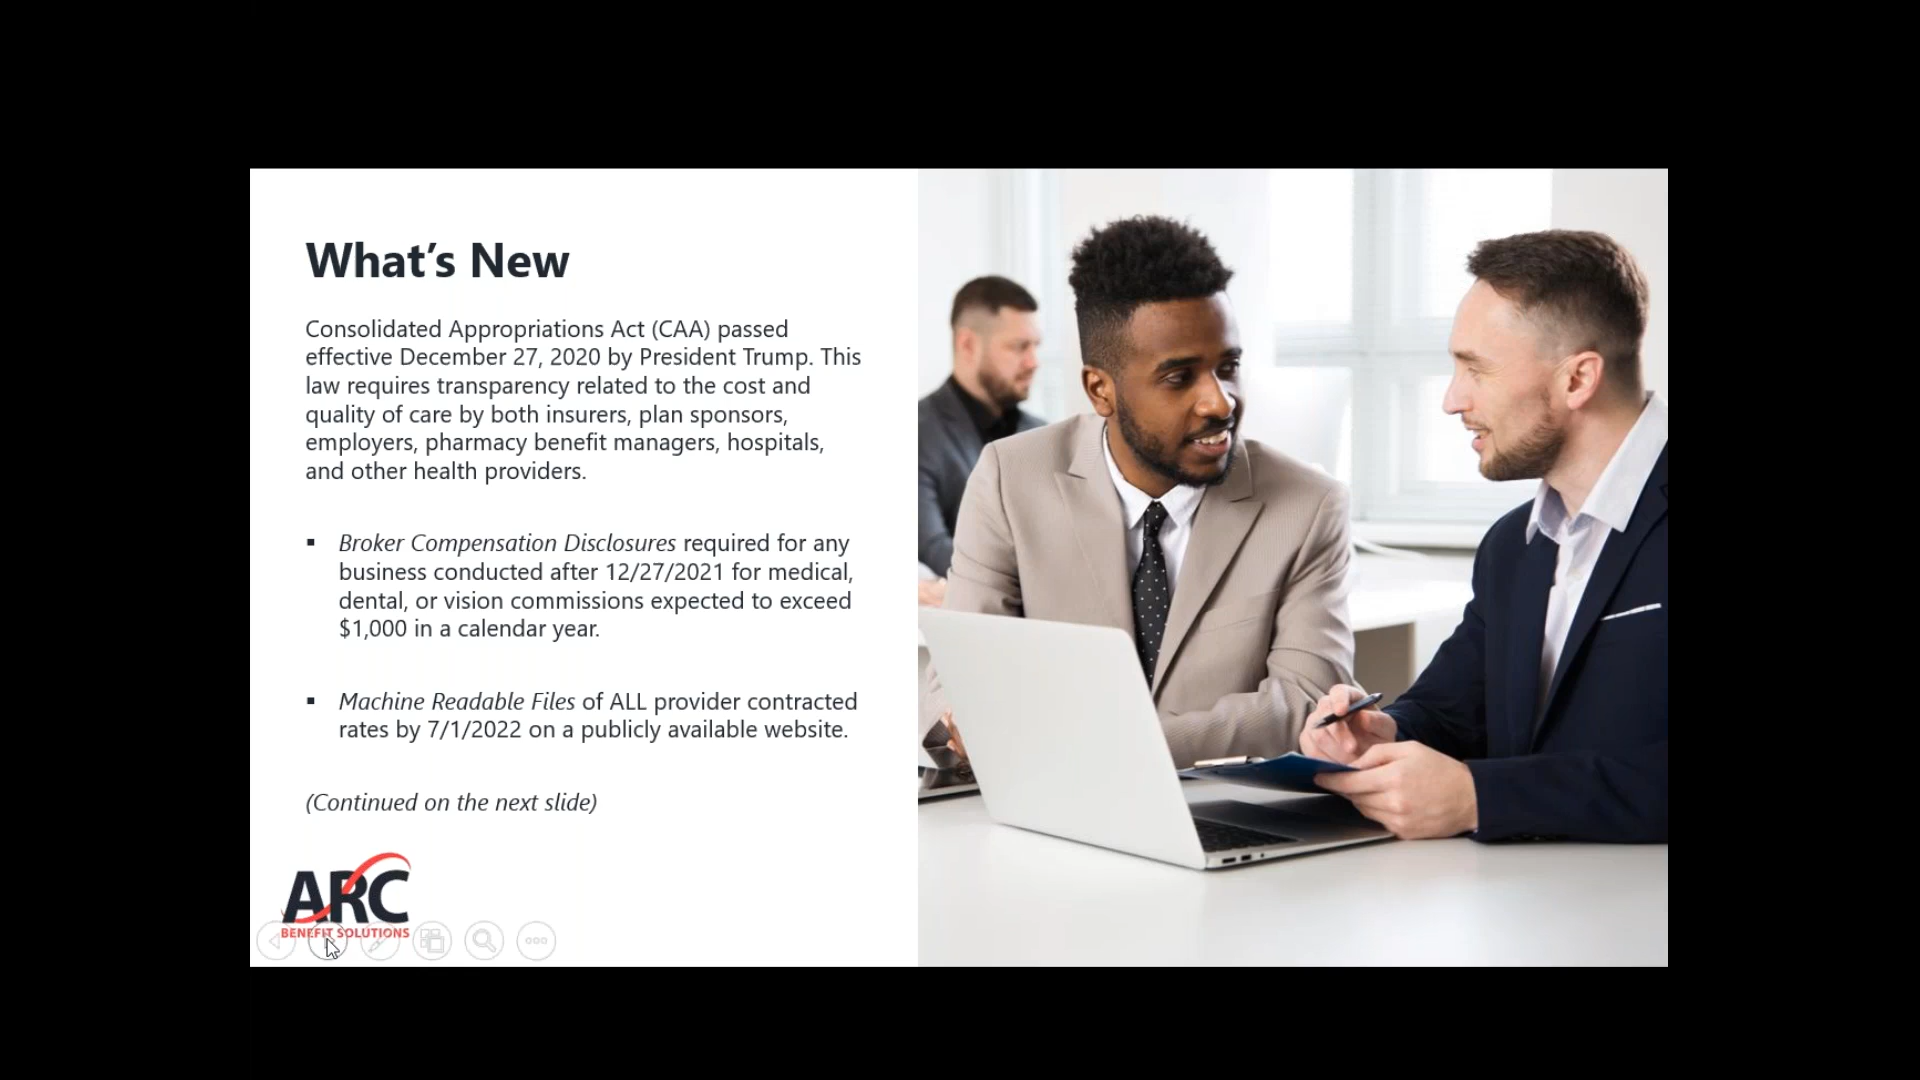 What's New
Consolidated Appropriations Act (CAA) passed
effective December 27, 2020 by President Trump. This
law requires transparency related to the cost and
quality of care by both insurers, plan sponsors,
employers, pharmacy benefit managers, hospitals,
and other health providers.
▪ Broker Compensation Disclosures required for any
business conducted after 12/27/2021 for medical,
dental, or vision commissions expected to exceed
$1,000 in a calendar year.
▪ Machine Readable Files of ALL provider contracted
rates by 7/1/2022 on a publicly available website.
(Continued on the next slide)
ARC
BENEFIT SOLUTIONS